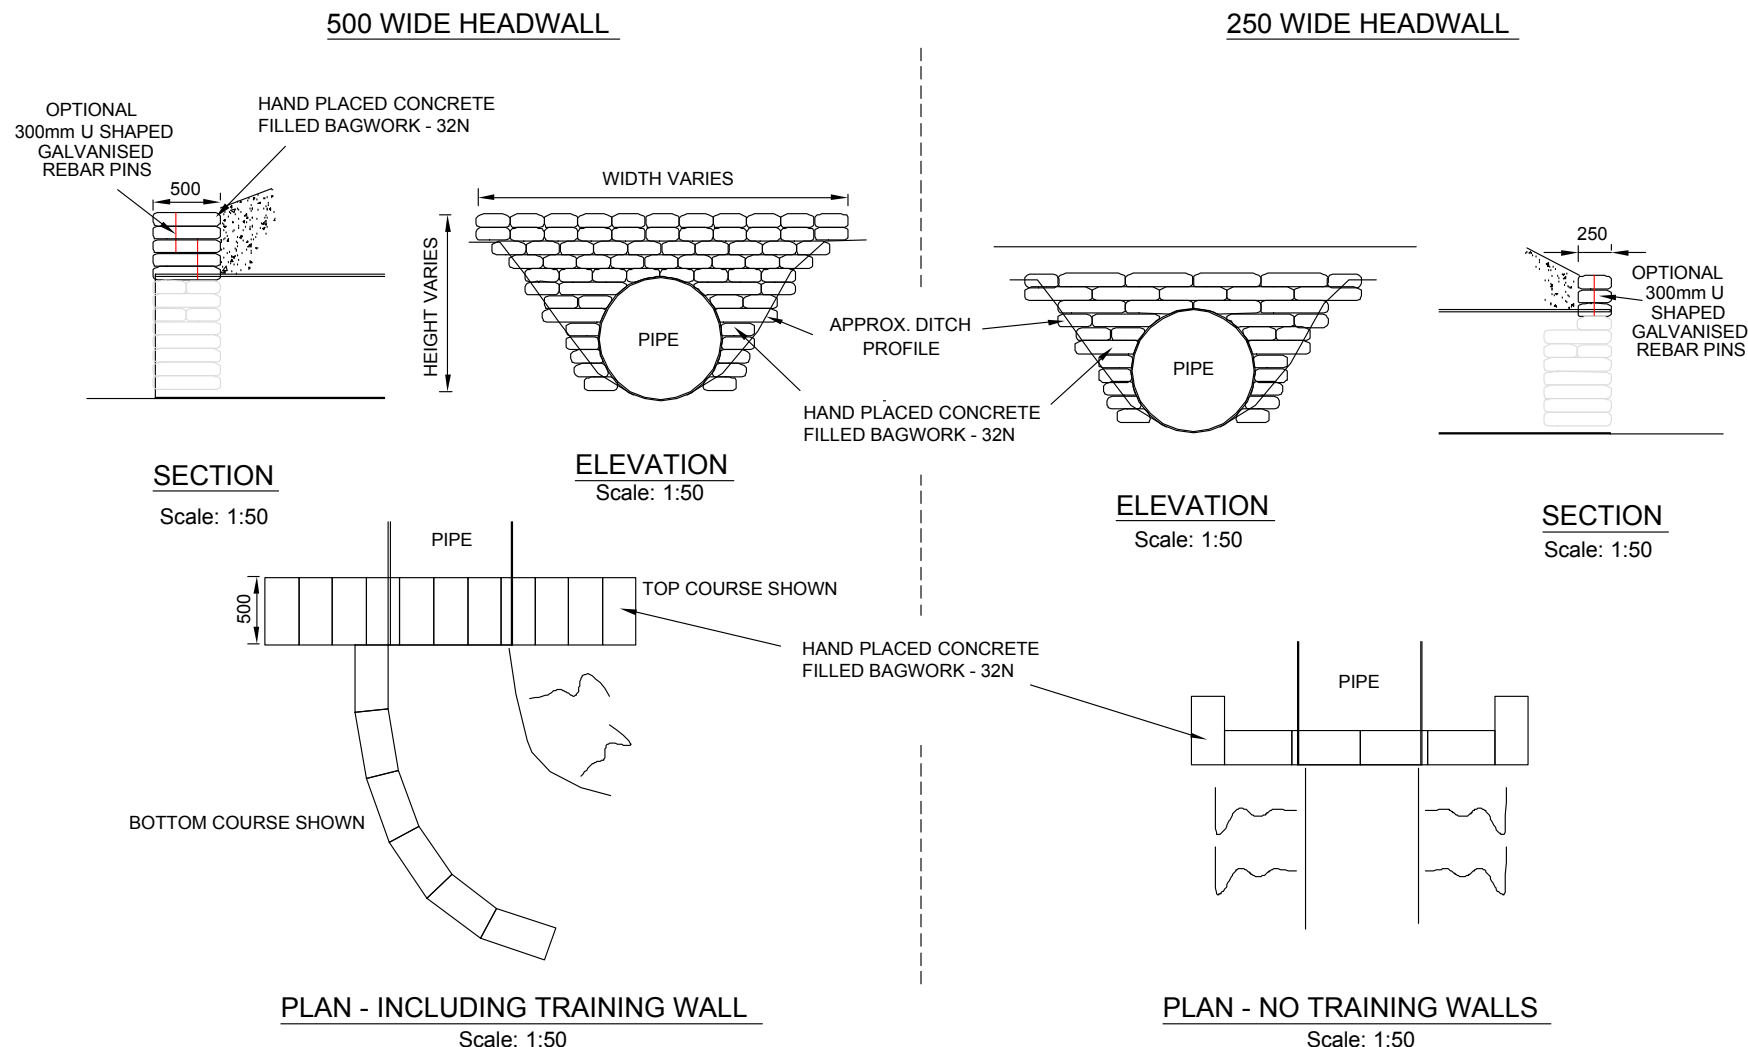 500 WIDE HEADWALL
250 WIDE HEADWALL
OPTIONAL
300mm U SHAPED
GALVANISED
REBAR PINS
HAND PLACED CONCRETE
FILLED BAGWORK - 32N
500
WIDTH VARIES
HEIGHT VARIES
PIPE
APPROX. DITCH
PROFILE
HAND PLACED CONCRETE
FILLED BAGWORK - 32N
PIPE
250
OPTIONAL
300mm U
SHAPED
GALVANISED
REBAR PINS
SECTION
Scale: 1:50
ELEVATION
Scale: 1:50
ELEVATION
Scale: 1:50
SECTION
Scale: 1:50
PIPE
500
TOP COURSE SHOWN
HAND PLACED CONCRETE
FILLED BAGWORK - 32N
PIPE
BOTTOM COURSE SHOWN
PLAN - INCLUDING TRAINING WALL
Scale: 1:50
PLAN - NO TRAINING WALLS
Scale: 1:50